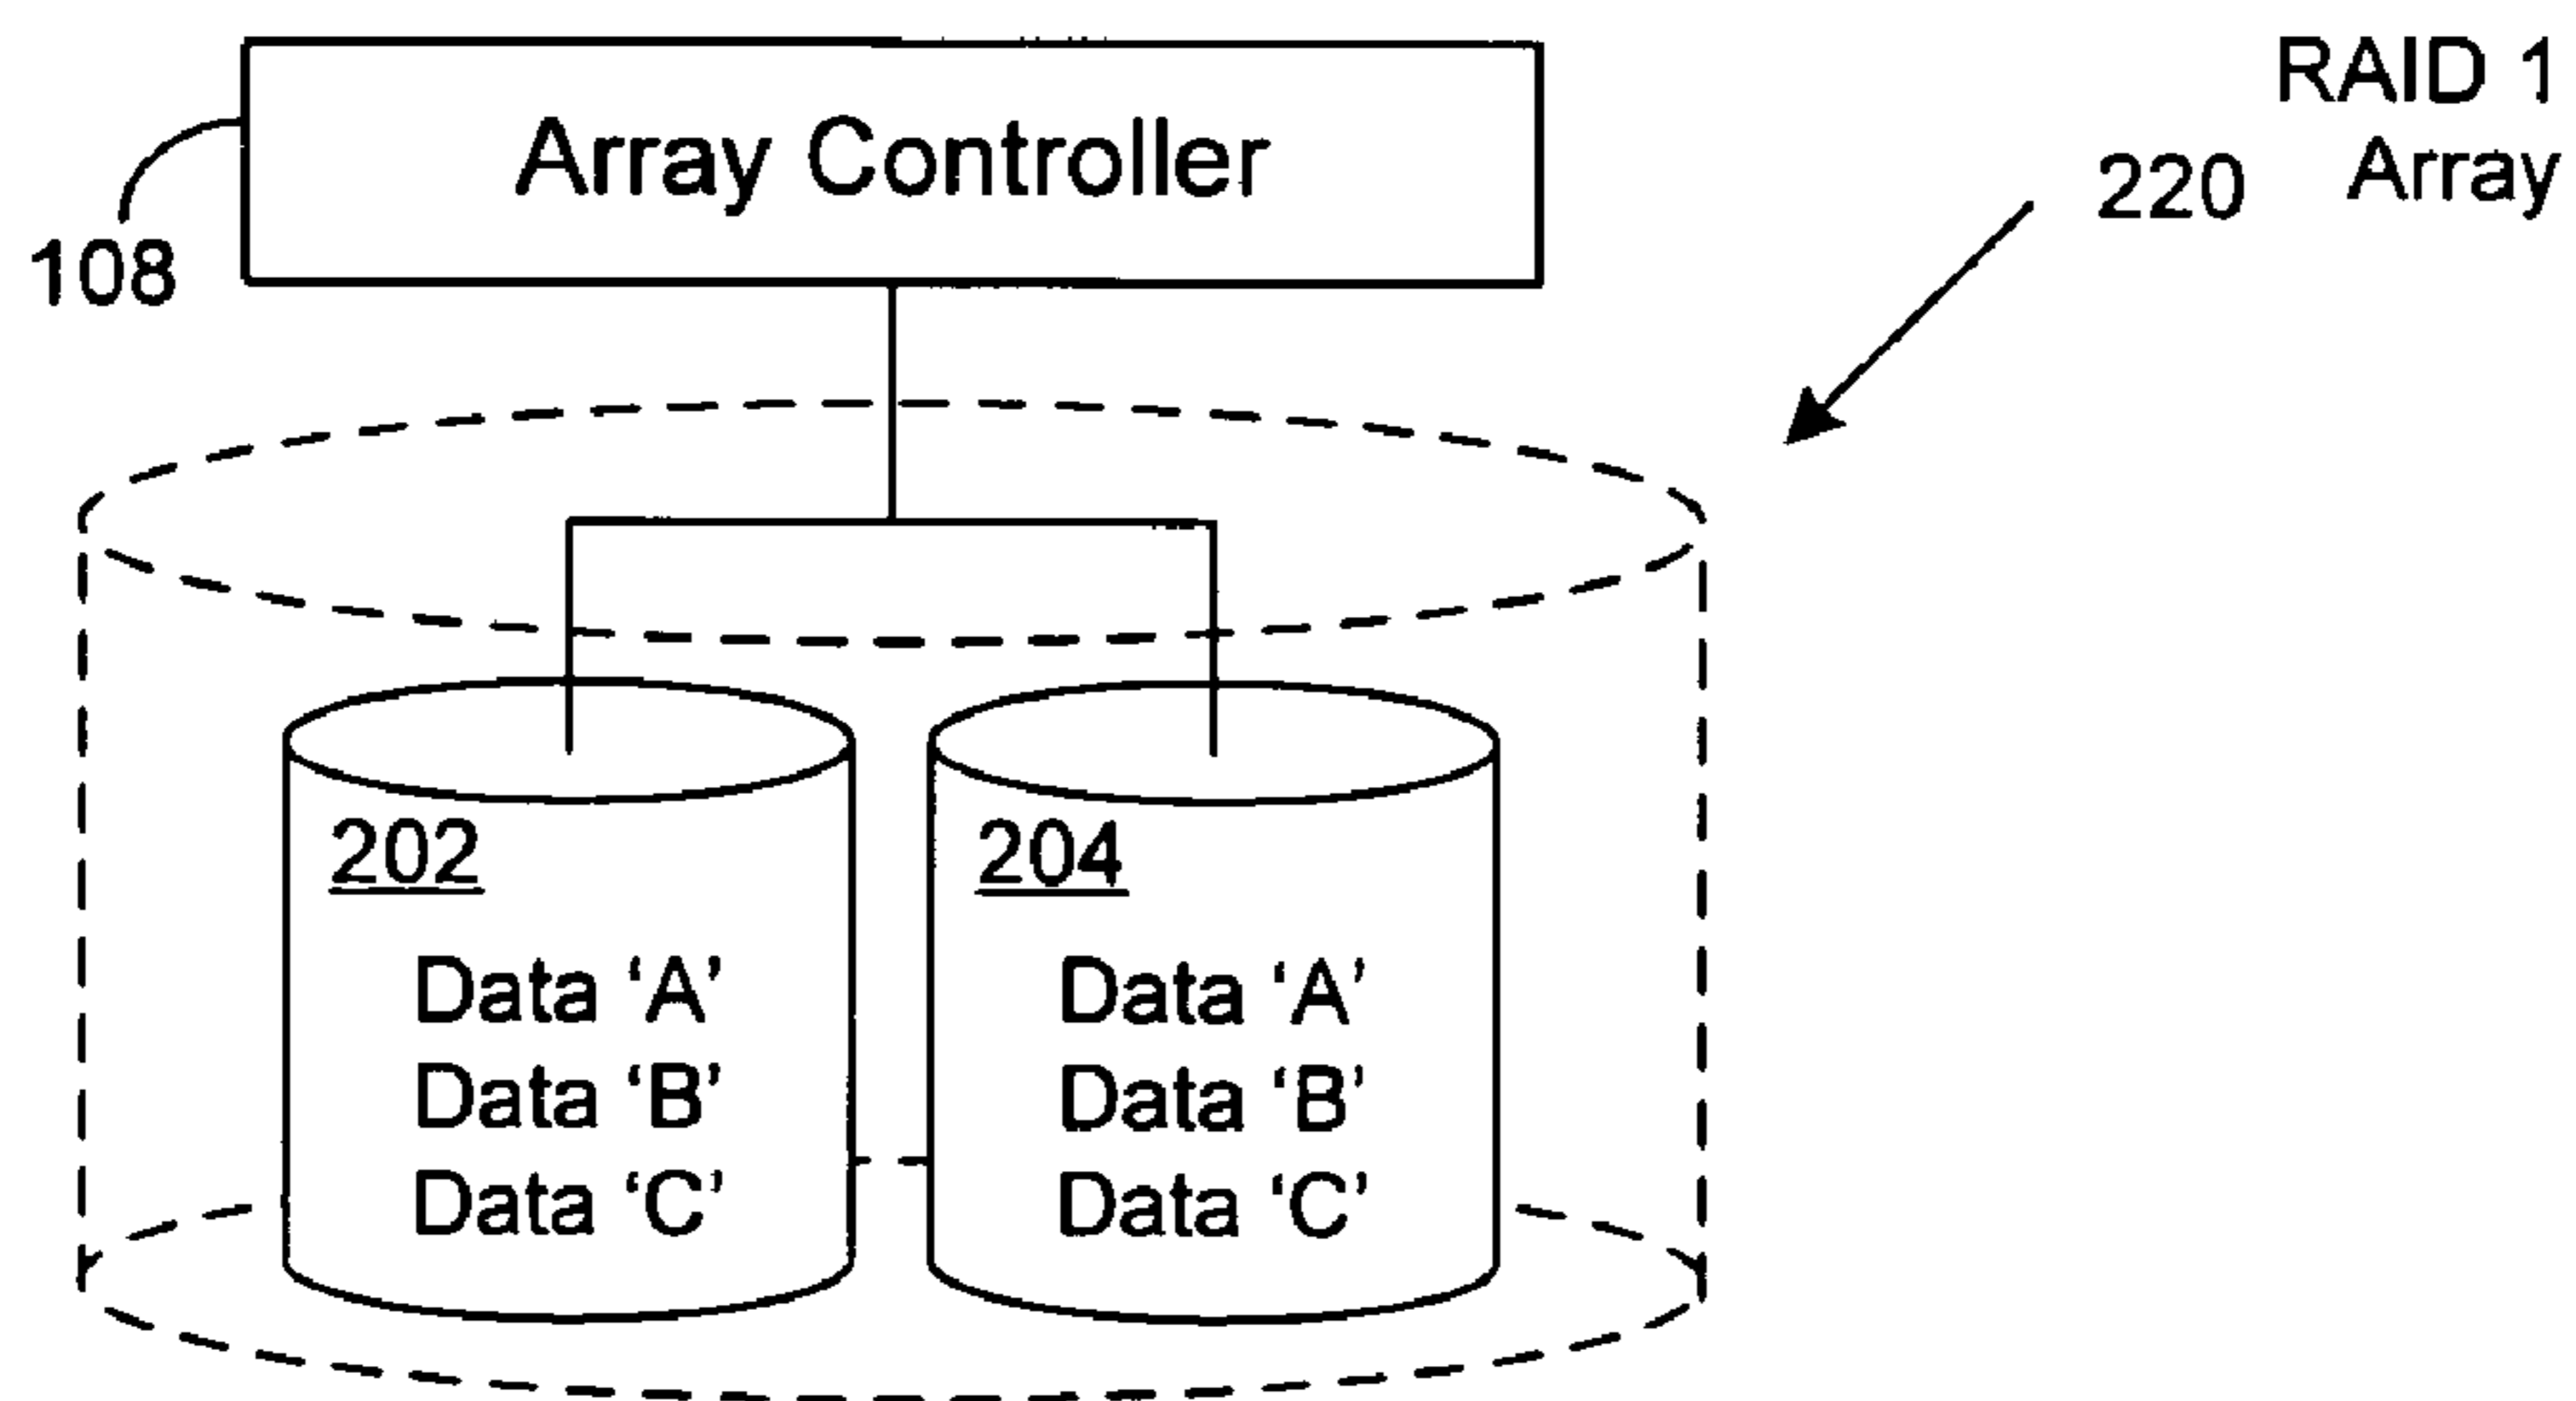 Array Controller
108
RAID 1
220 Array
202
Data ‘A’
Data ‘B’
Data ‘C’
204
Data ‘A’
Data ‘B’
Data ‘C’